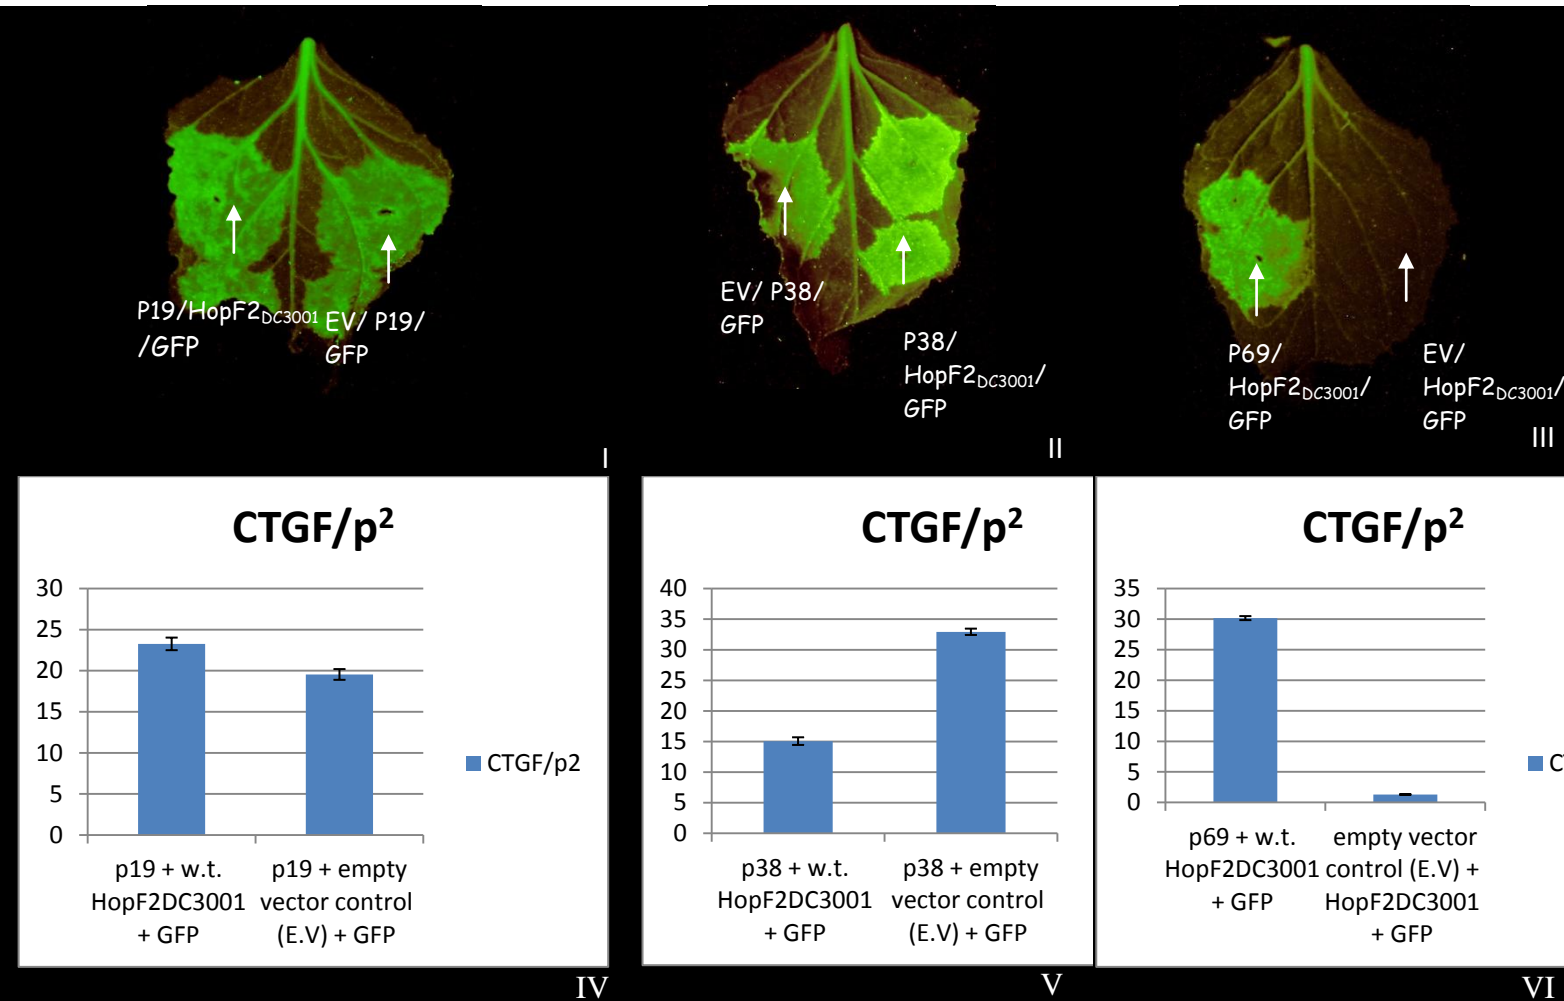 P19/HopF2DC3001
/GFP
EV/ P19/
GFP
EV/ P38/
GFP
P38/
HopF2DC3001/
GFP
P69/
HopF2DC3001/
GFP
EV/
HopF2DC3001/
GFP
I
II
III
CTGF/p²
30
25
20
15
10
5
0
p19 + w.t.
HopF2DC3001
+ GFP
p19 + empty
vector control
(E.V) + GFP
CTGF/p2
IV
CTGF/p²
40
35
30
25
20
15
10
5
0
p38 + w.t.
HopF2DC3001
+ GFP
p38 + empty
vector control
(E.V) + GFP
V
CTGF/p²
35
30
25
20
15
10
5
0
p69 + w.t.
HopF2DC3001
+ GFP
empty vector
control (E.V) +
HopF2DC3001
+ GFP
VI